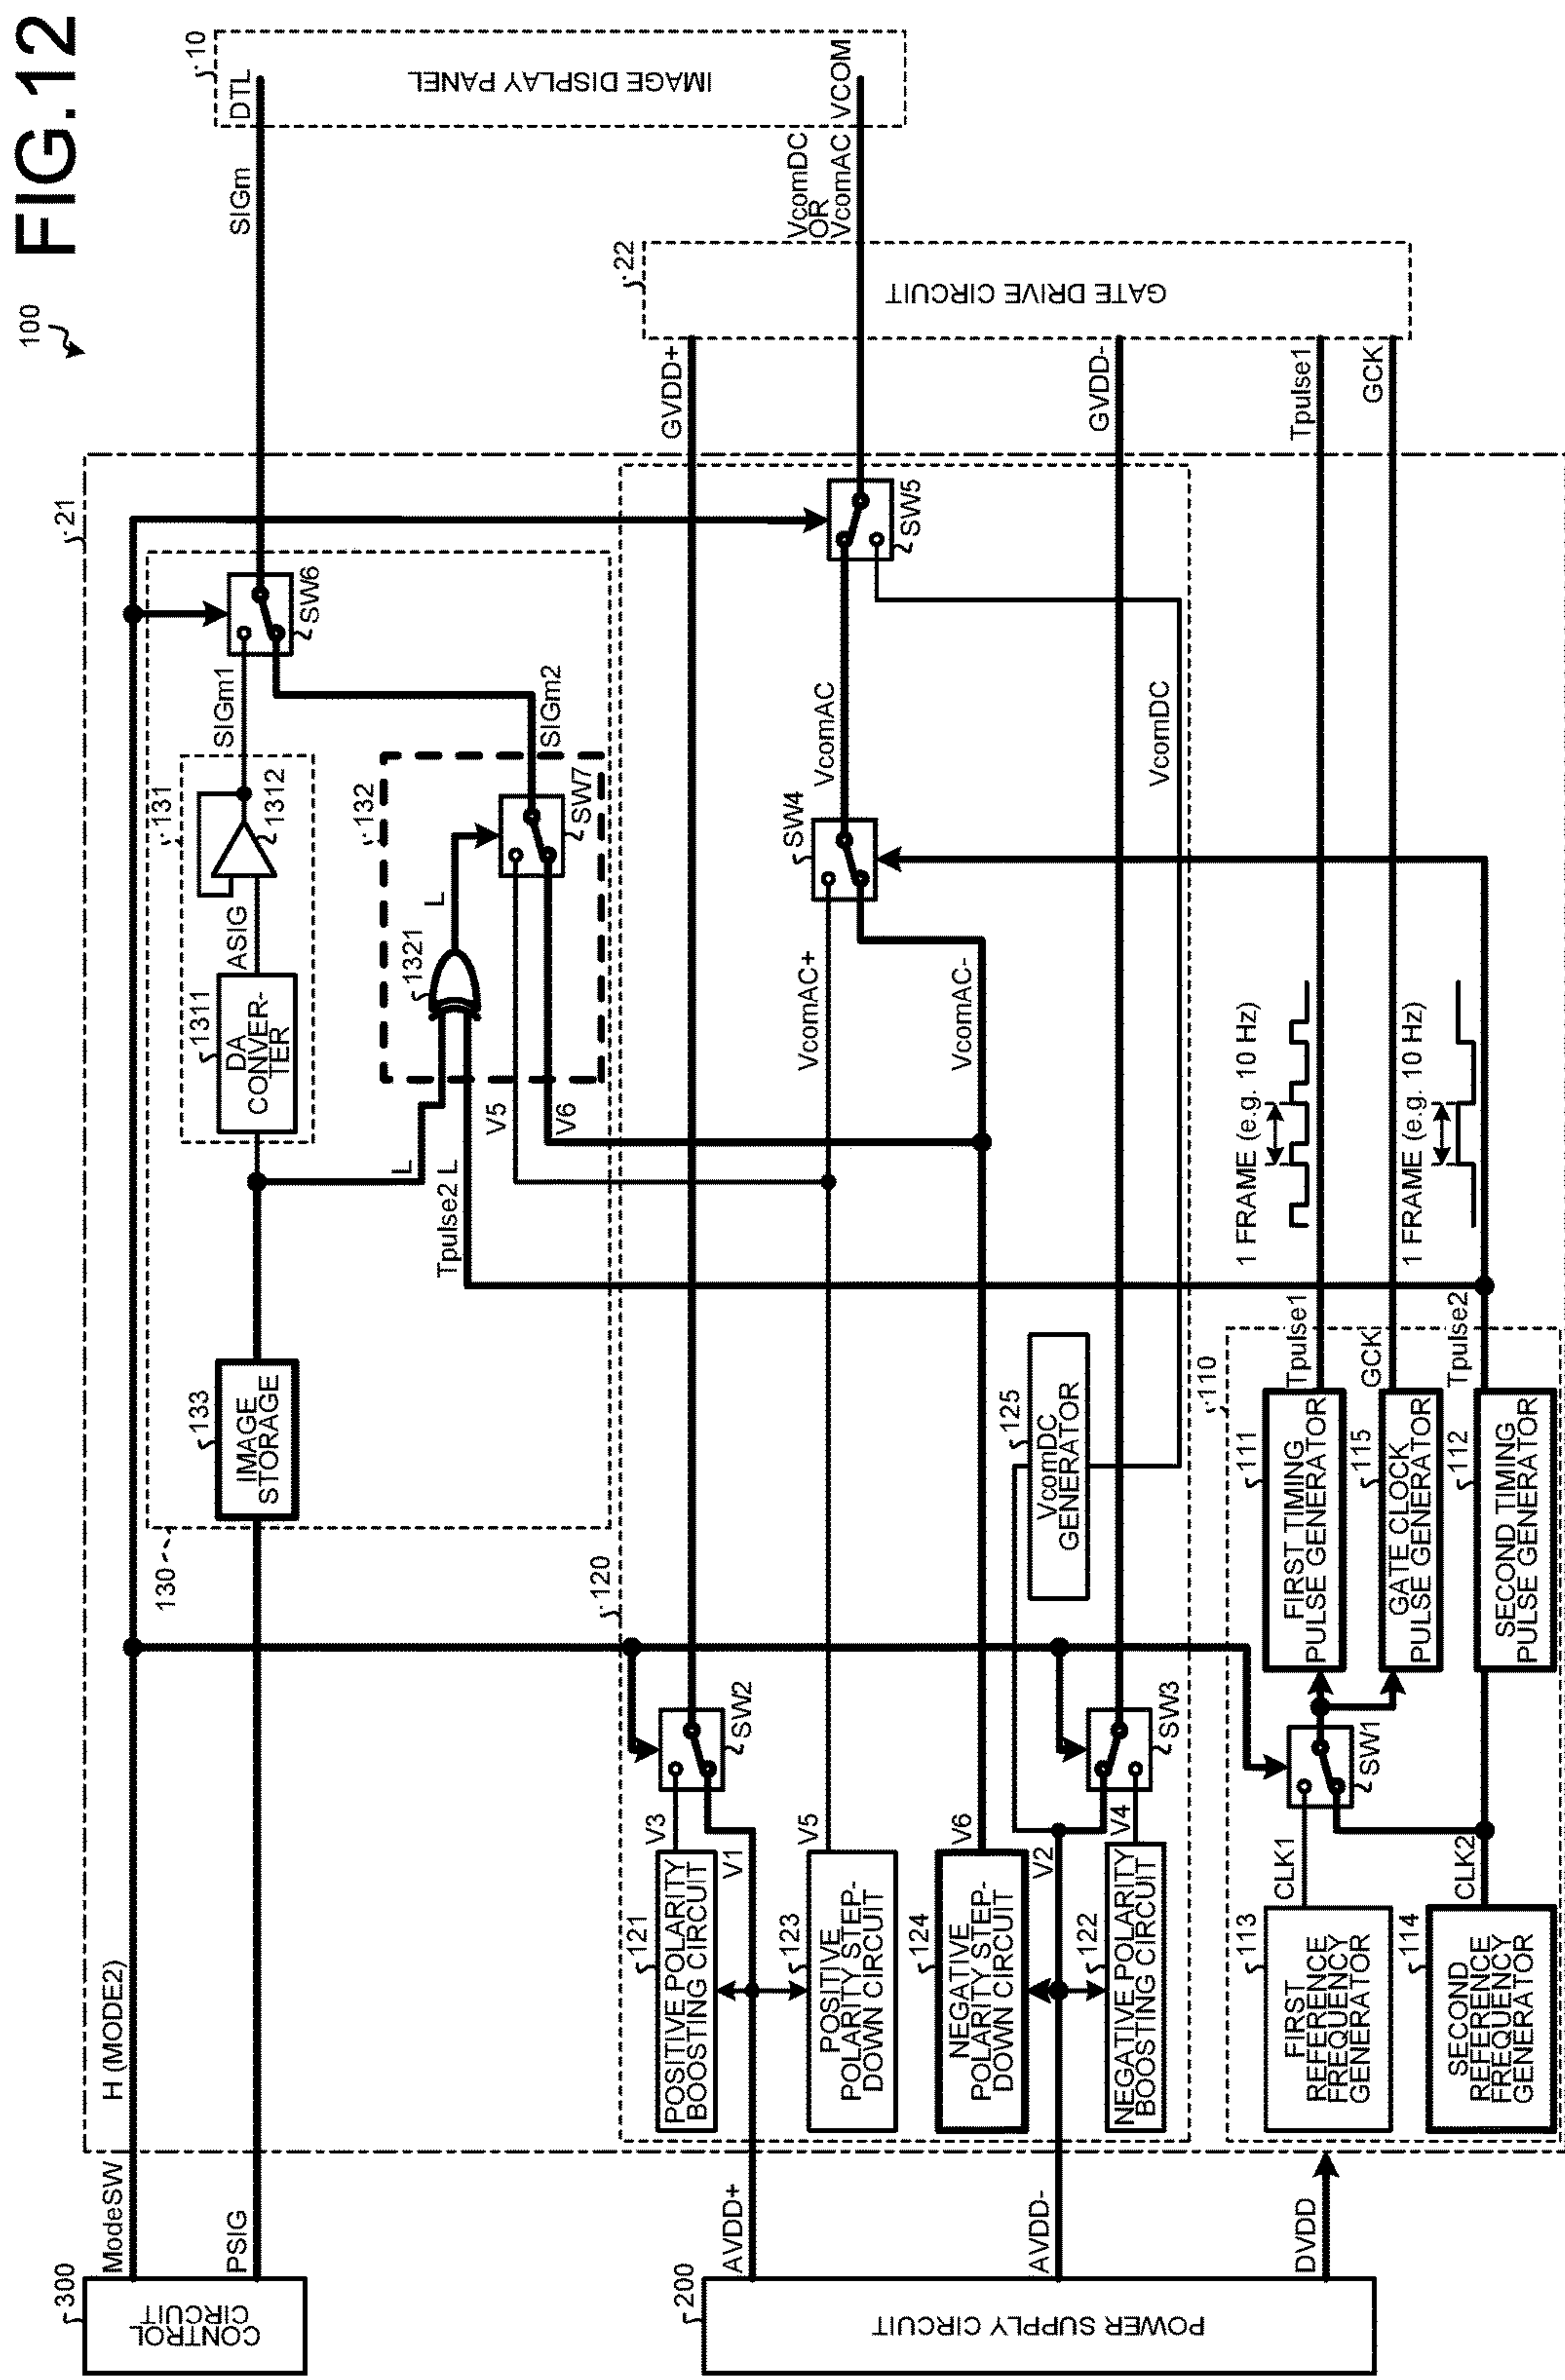 FIG.12
100
300
CONTROL
CIRCUIT
ModeSW
PSIG
H (MODE2)
21
130
133
IMAGE
STORAGE
131
1311
DA
CONVER-
TER
ASIG
1312
SIGm1
SW6
SIGm
DTL
10
IMAGE DISPLAY PANEL
VCOM
VcomDC
OR
VcomAC
132
1321
L
L
Tpulse2 L
V5
V6
SW7
SIGm2
200
POWER SUPPLY CIRCUIT
AVDD+
AVDD-
DVDD
120
121
POSITIVE POLARITY
BOOSTING CIRCUIT
V3
V1
SW2
GVDD+
22
GATE DRIVE CIRCUIT
123
POSITIVE
POLARITY STEP-
DOWN CIRCUIT
V5
VcomAC+
SW4
VcomAC
SW5
124
NEGATIVE
POLARITY STEP-
DOWN CIRCUIT
V6
VcomAC-
122
NEGATIVE POLARITY
BOOSTING CIRCUIT
V2
V4
SW3
GVDD-
125
VcomDC
GENERATOR
VcomDC
110
113
FIRST
REFERENCE
FREQUENCY
GENERATOR
CLK1
114
SECOND
REFERENCE
FREQUENCY
GENERATOR
CLK2
SW1
111
FIRST TIMING
PULSE GENERATOR
Tpulse1
115
GATE CLOCK
PULSE GENERATOR
GCK
112
SECOND TIMING
PULSE GENERATOR
Tpulse2
1 FRAME (e.g. 10 Hz)
1 FRAME (e.g. 10 Hz)
Tpulse1
GCK